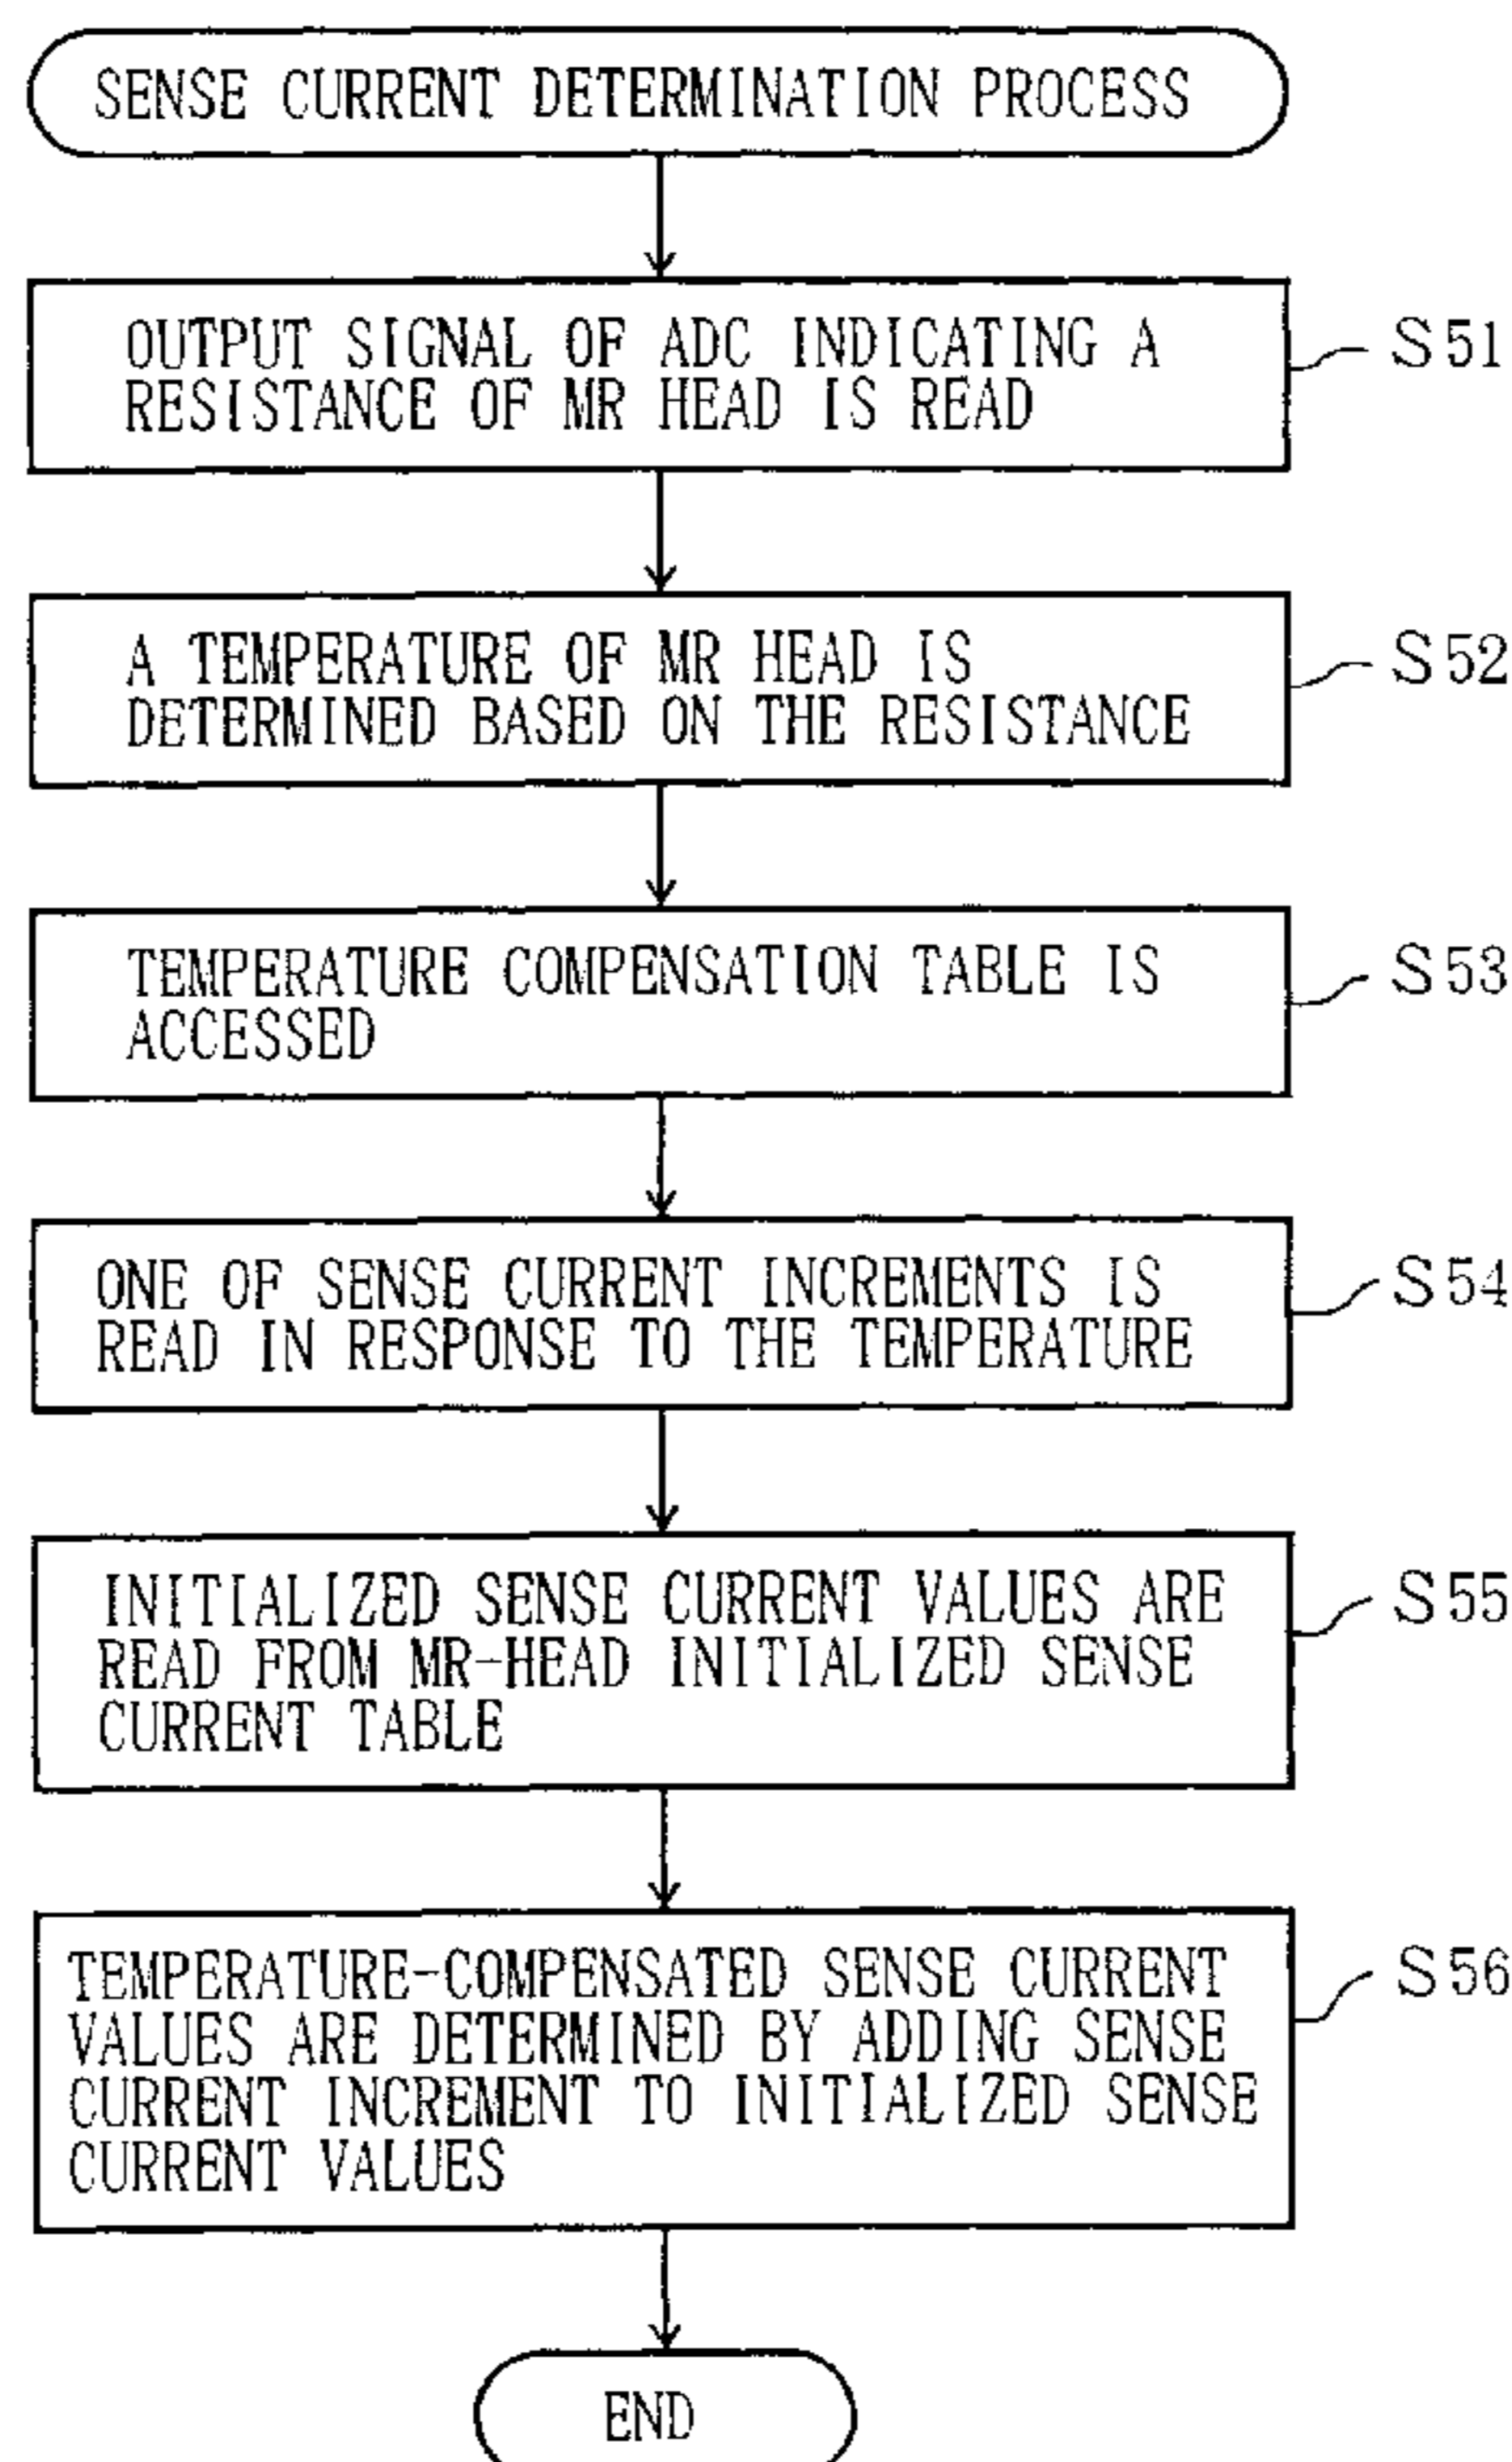 SENSE CURRENT DETERMINATION PROCESS
OUTPUT SIGNAL OF ADC INDICATING A
RESISTANCE OF MR HEAD IS READ
S51
A TEMPERATURE OF MR HEAD IS
DETERMINED BASED ON THE RESISTANCE
S52
TEMPERATURE COMPENSATION TABLE IS
ACCESSED
S53
ONE OF SENSE CURRENT INCREMENTS IS
READ IN RESPONSE TO THE TEMPERATURE
S54
INITIALIZED SENSE CURRENT VALUES ARE
READ FROM MR-HEAD INITIALIZED SENSE
CURRENT TABLE
S55
TEMPERATURE-COMPENSATED SENSE CURRENT
VALUES ARE DETERMINED BY ADDING SENSE
CURRENT INCREMENT TO INITIALIZED SENSE
CURRENT VALUES
S56
END